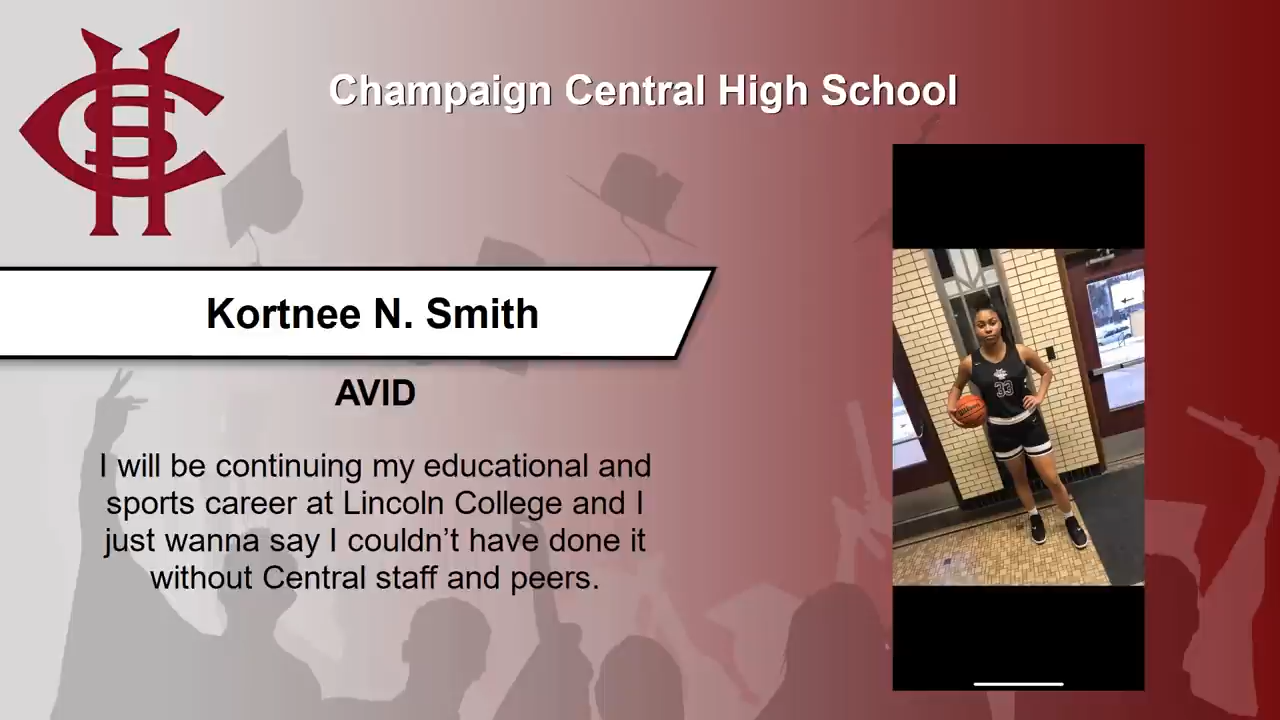 CHS
Champaign Central High School
Kortnee N. Smith
AVID
I will be continuing my educational and
sports career at Lincoln College and I
just wanna say I couldn’t have done it
without Central staff and peers.
33